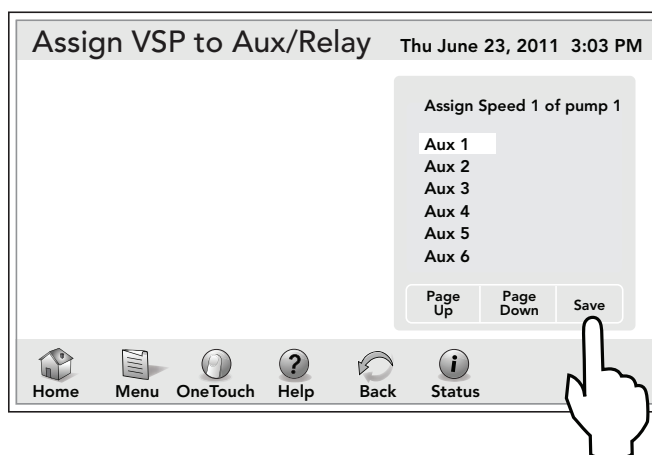 Assign VSP to Aux/Relay Thu June 23, 2011 3:03 PM
Assign Speed 1 of pump 1
Aux 1
Aux 2
Aux 3
Aux 4
Aux 5
Aux 6
Page Up
Page Down
Save
Home Menu OneTouch Help Back Status